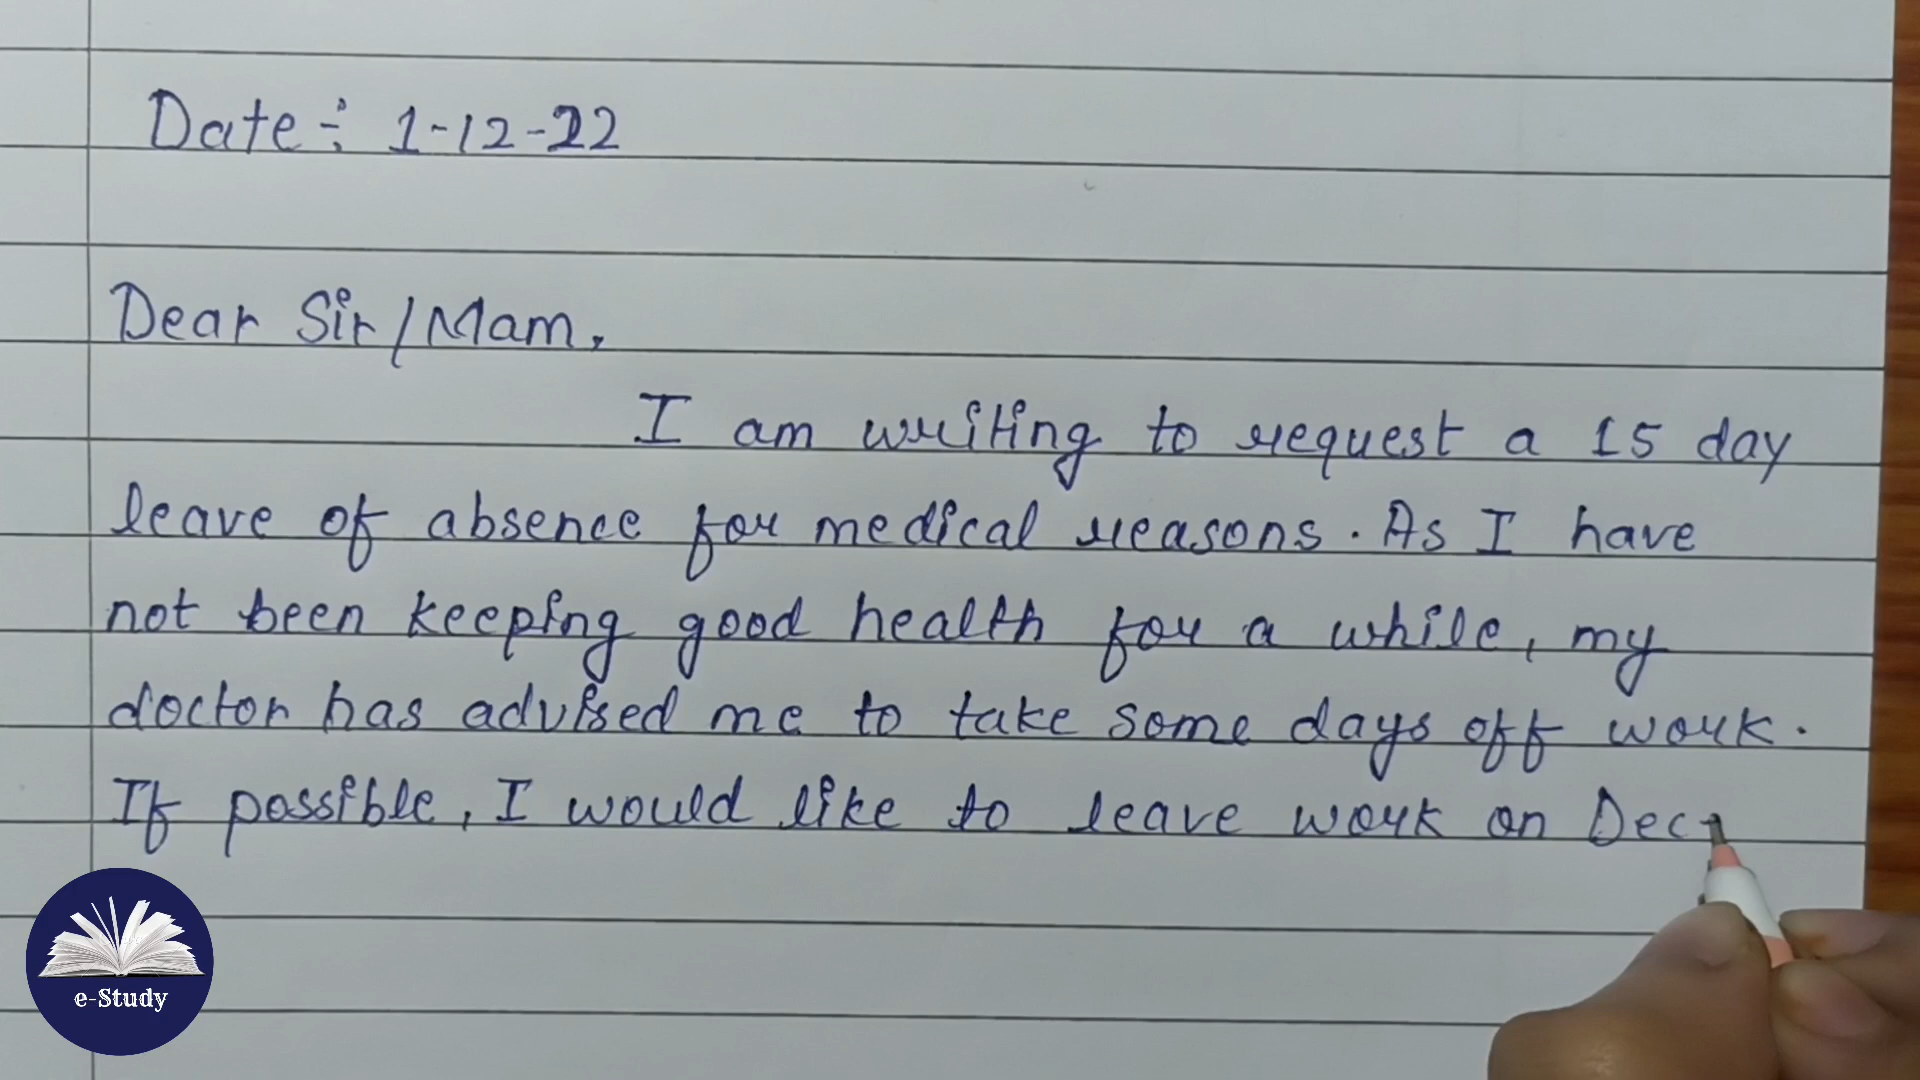 Date :- 1-12-22
Dear Sir/Mam,
I am writing to request a 15 day
leave of absence for medical reasons. As I have
not been keeping good health for a while, my
doctor has advised me to take some days off work.
If possible, I would like to leave work on Dec
e-Study